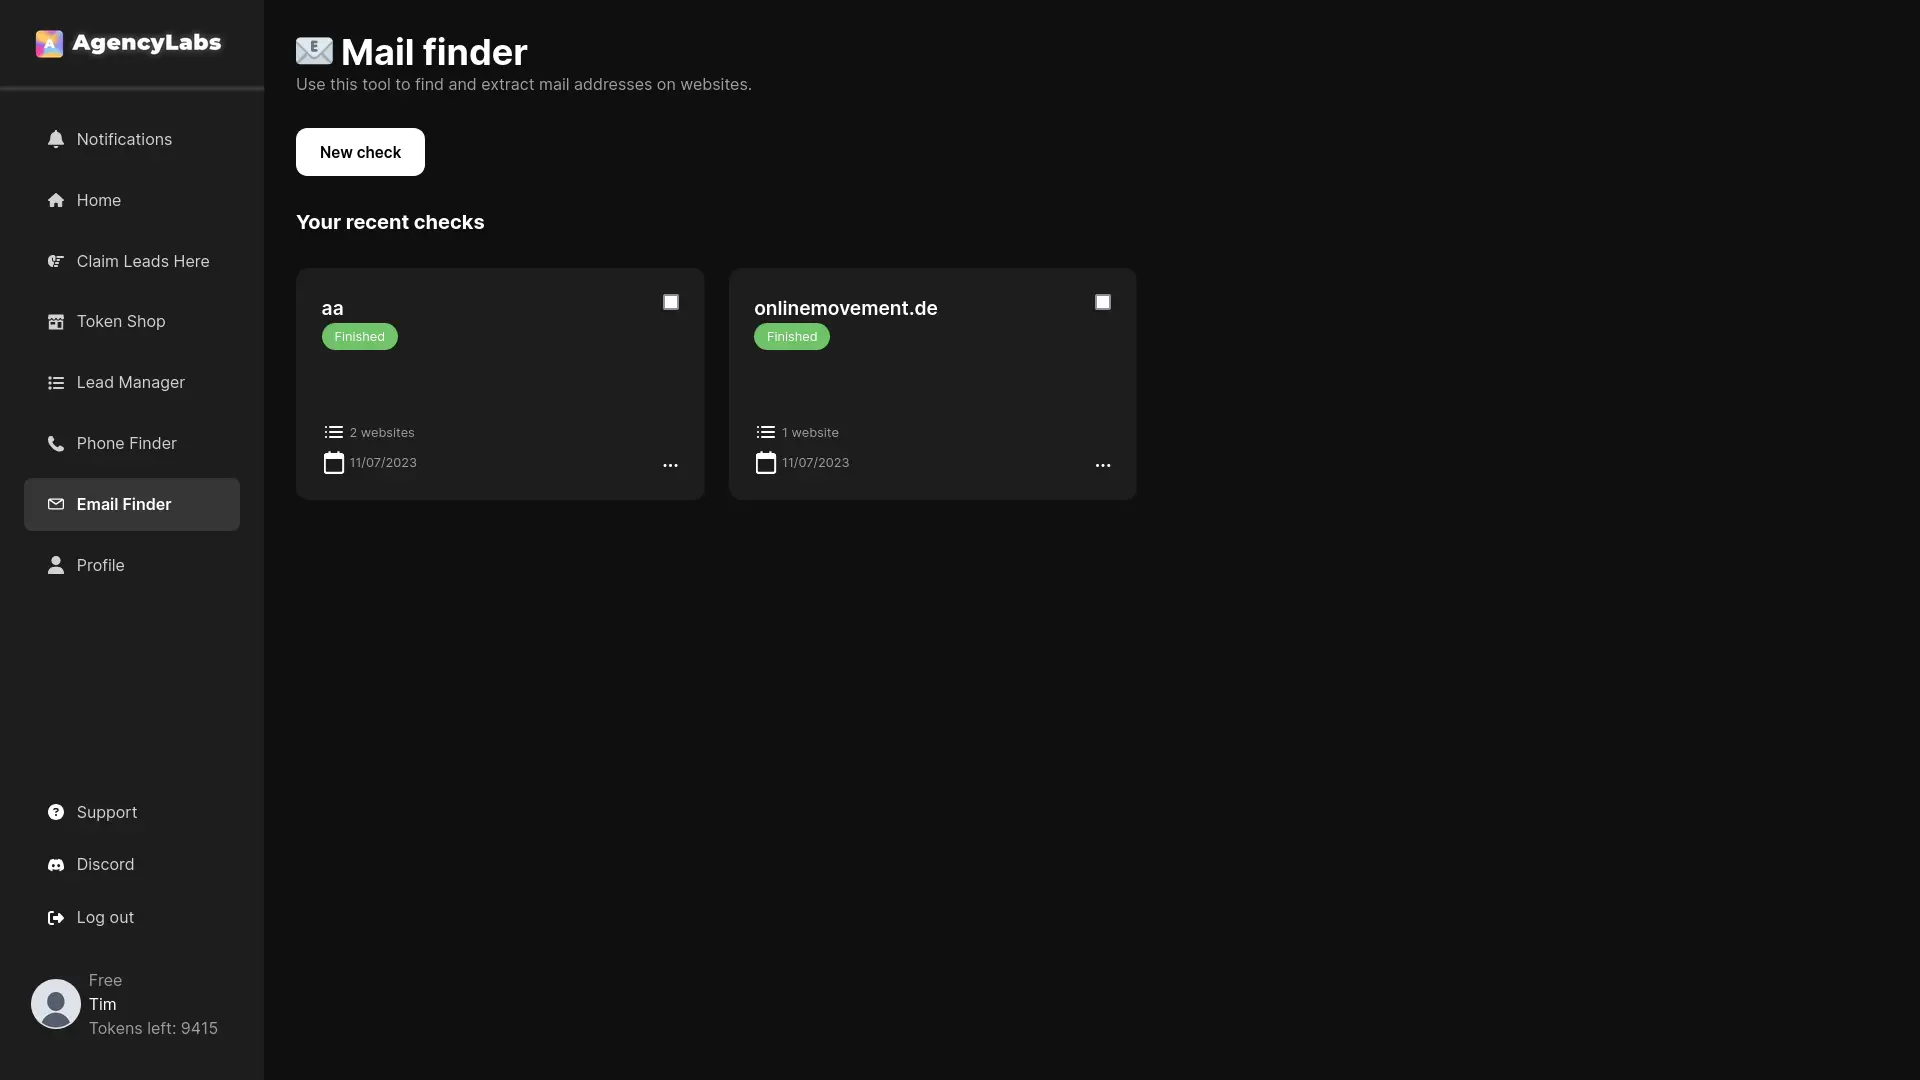 AgencyLabs
Notifications
Home
Claim Leads Here
Token Shop
Lead Manager
Phone Finder
Email Finder
Profile
Support
Discord
Log out
Free
Tim
Tokens left: 9415
Mail finder
Use this tool to find and extract mail addresses on websites.
New check
Your recent checks
aa
Finished
2 websites
11/07/2023
onlinemovement.de
Finished
1 website
11/07/2023